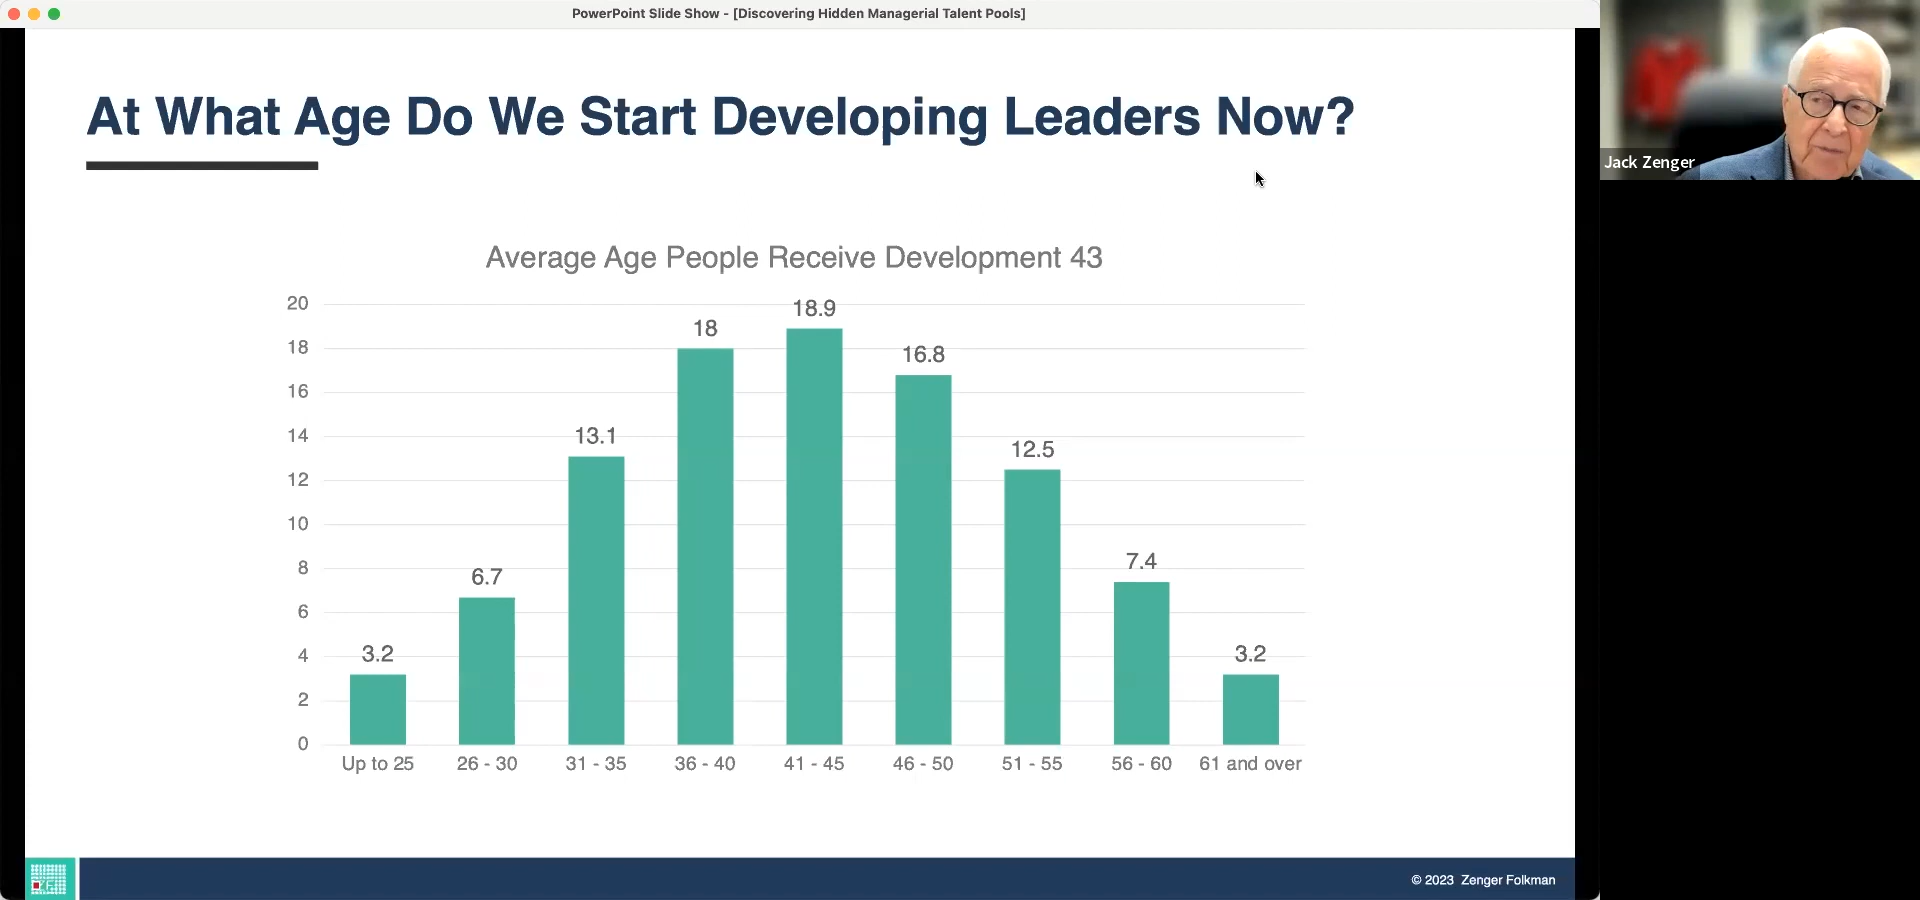 PowerPoint Slide Show - [Discovering Hidden Managerial Talent Pools]
At What Age Do We Start Developing Leaders Now?
Jack Zenger
Average Age People Receive Development 43
20
18
16
14
12
10
8
6
4
2
0
3.2
6.7
13.1
18
18.9
16.8
12.5
7.4
3.2
Up to 25
26 - 30
31 - 35
36 - 40
41 - 45
46 - 50
51 - 55
56 - 60
61 and over
© 2023 Zenger Folkman